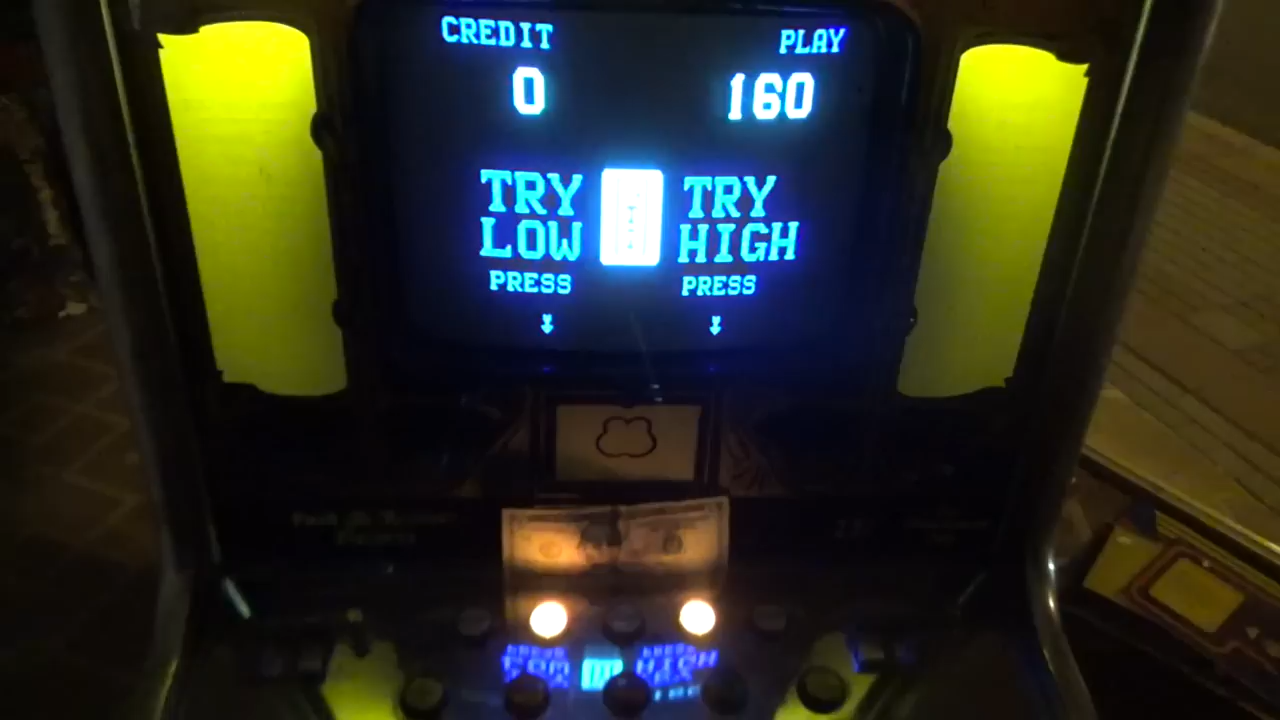 CREDIT PLAY
0 160
TRY TRY
LOW HIGH
PRESS PRESS